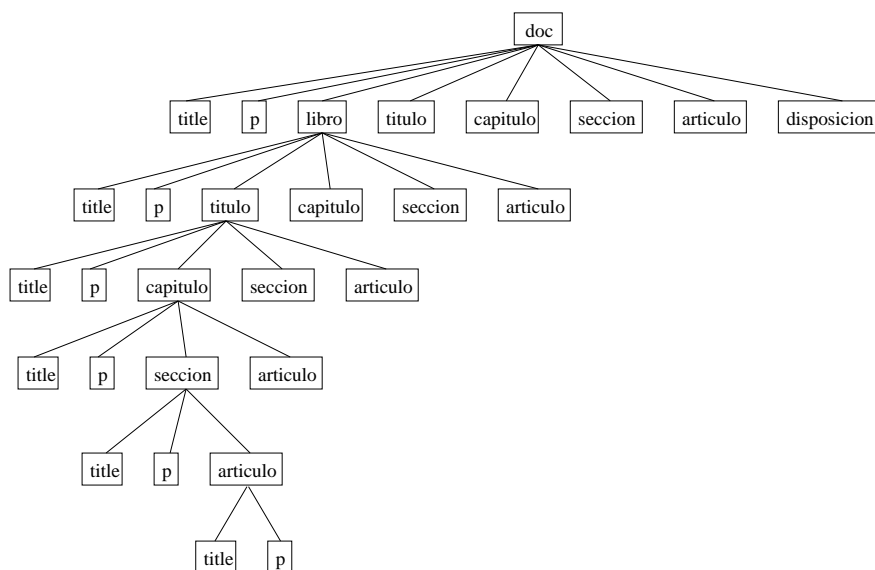 doc
title p libro titulo capitulo seccion articulo disposicion
title p titulo capitulo seccion articulo
title p capitulo seccion articulo
title p seccion articulo
title p articulo
title p